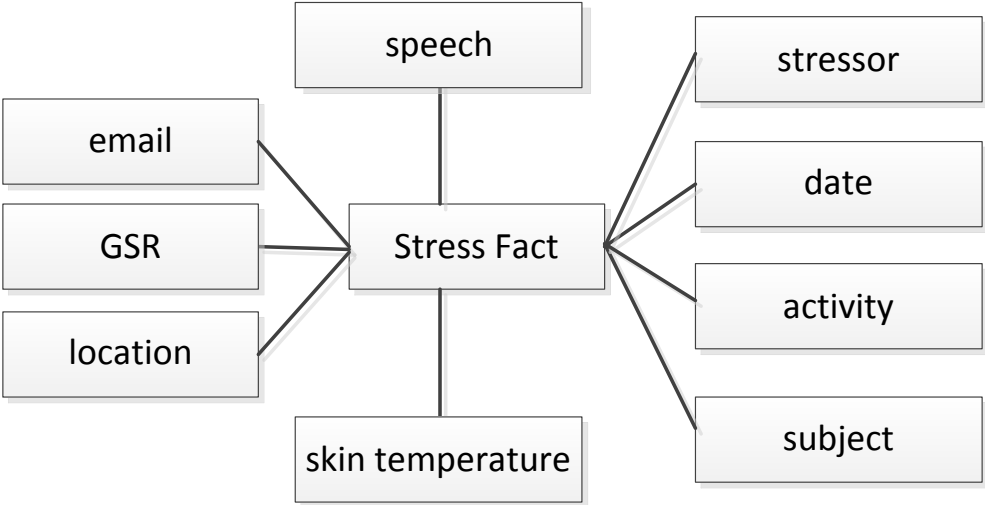 speech
stressor
email
date
GSR
Stress Fact
activity
location
subject
skin temperature